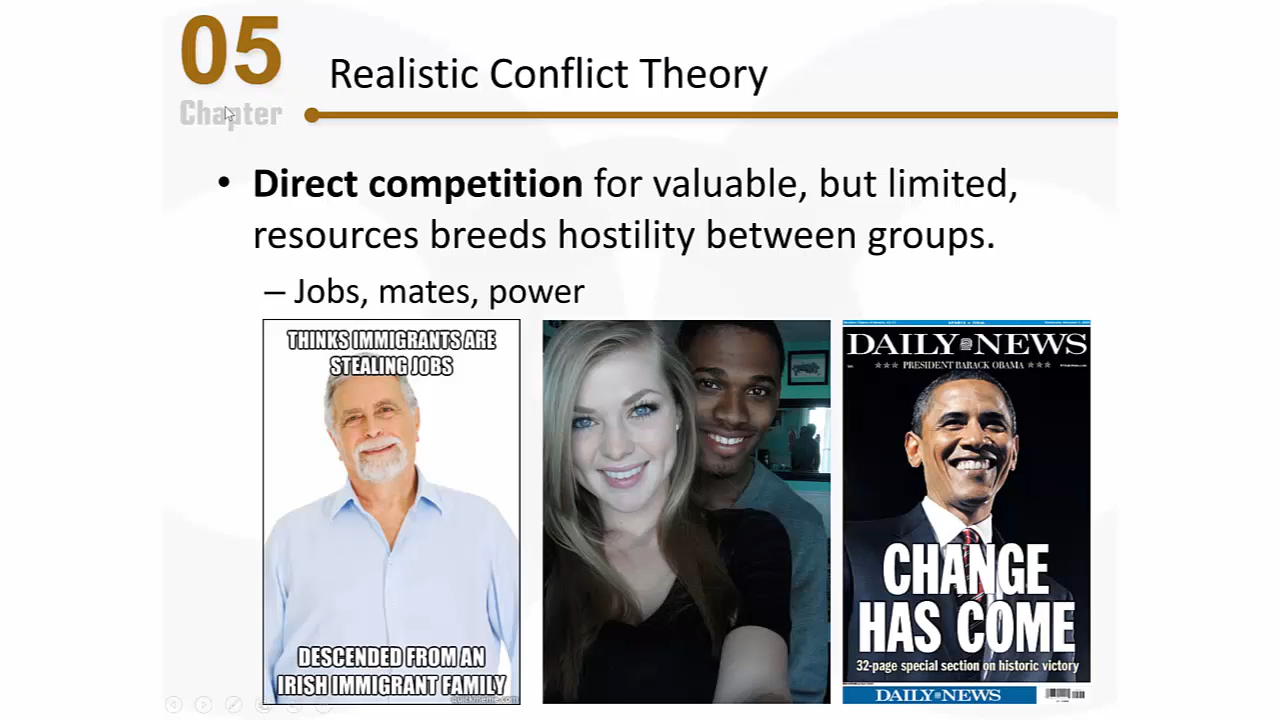 05
Chapter
Realistic Conflict Theory
• Direct competition for valuable, but limited,
resources breeds hostility between groups.
– Jobs, mates, power
THINKS IMMIGRANTS ARE
STEALING JOBS
DESCENDED FROM AN
IRISH IMMIGRANT FAMILY
quickmeme.com
DAILY NEWS
★★★ PRESIDENT BARACK OBAMA ★★★
CHANGE
HAS COME
32-page special section on historic victory
DAILY NEWS